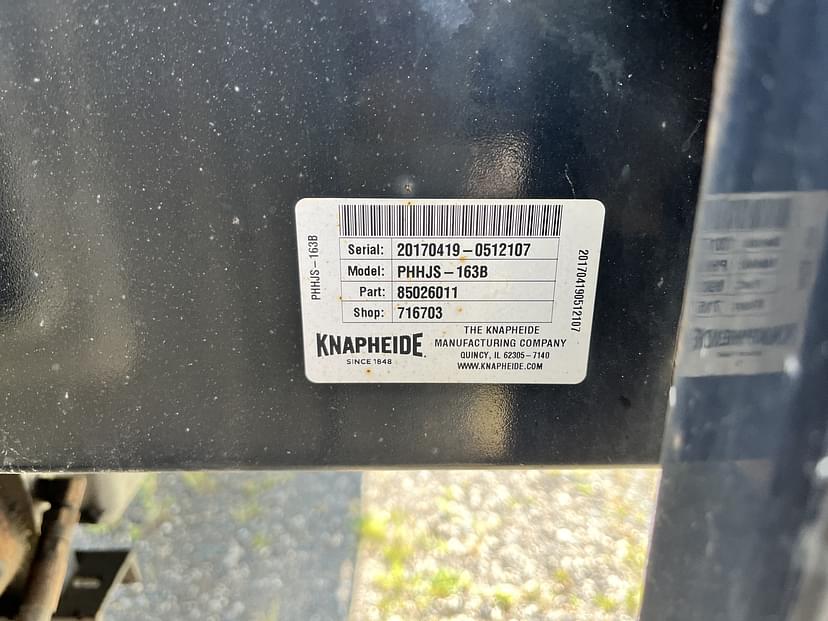 Serial: 20170419-0512107
Model: PHHJS-163B
Part: 85026011
Shop: 716703
PHHJS-163B
201704190512107
KNAPHEIDE
SINCE 1848
THE KNAPHEIDE
MANUFACTURING COMPANY
QUINCY, IL 62305-7140
WWW.KNAPHEIDE.COM